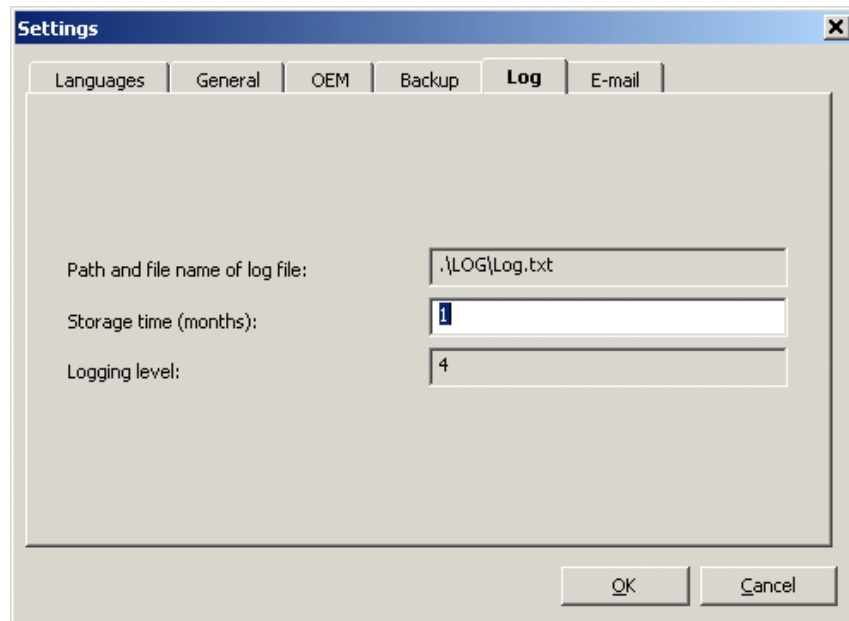 Settings
Languages General OEM Backup Log E-mail
Path and file name of log file: .\LOG\Log.txt
Storage time (months): 1
Logging level: 4
OK Cancel